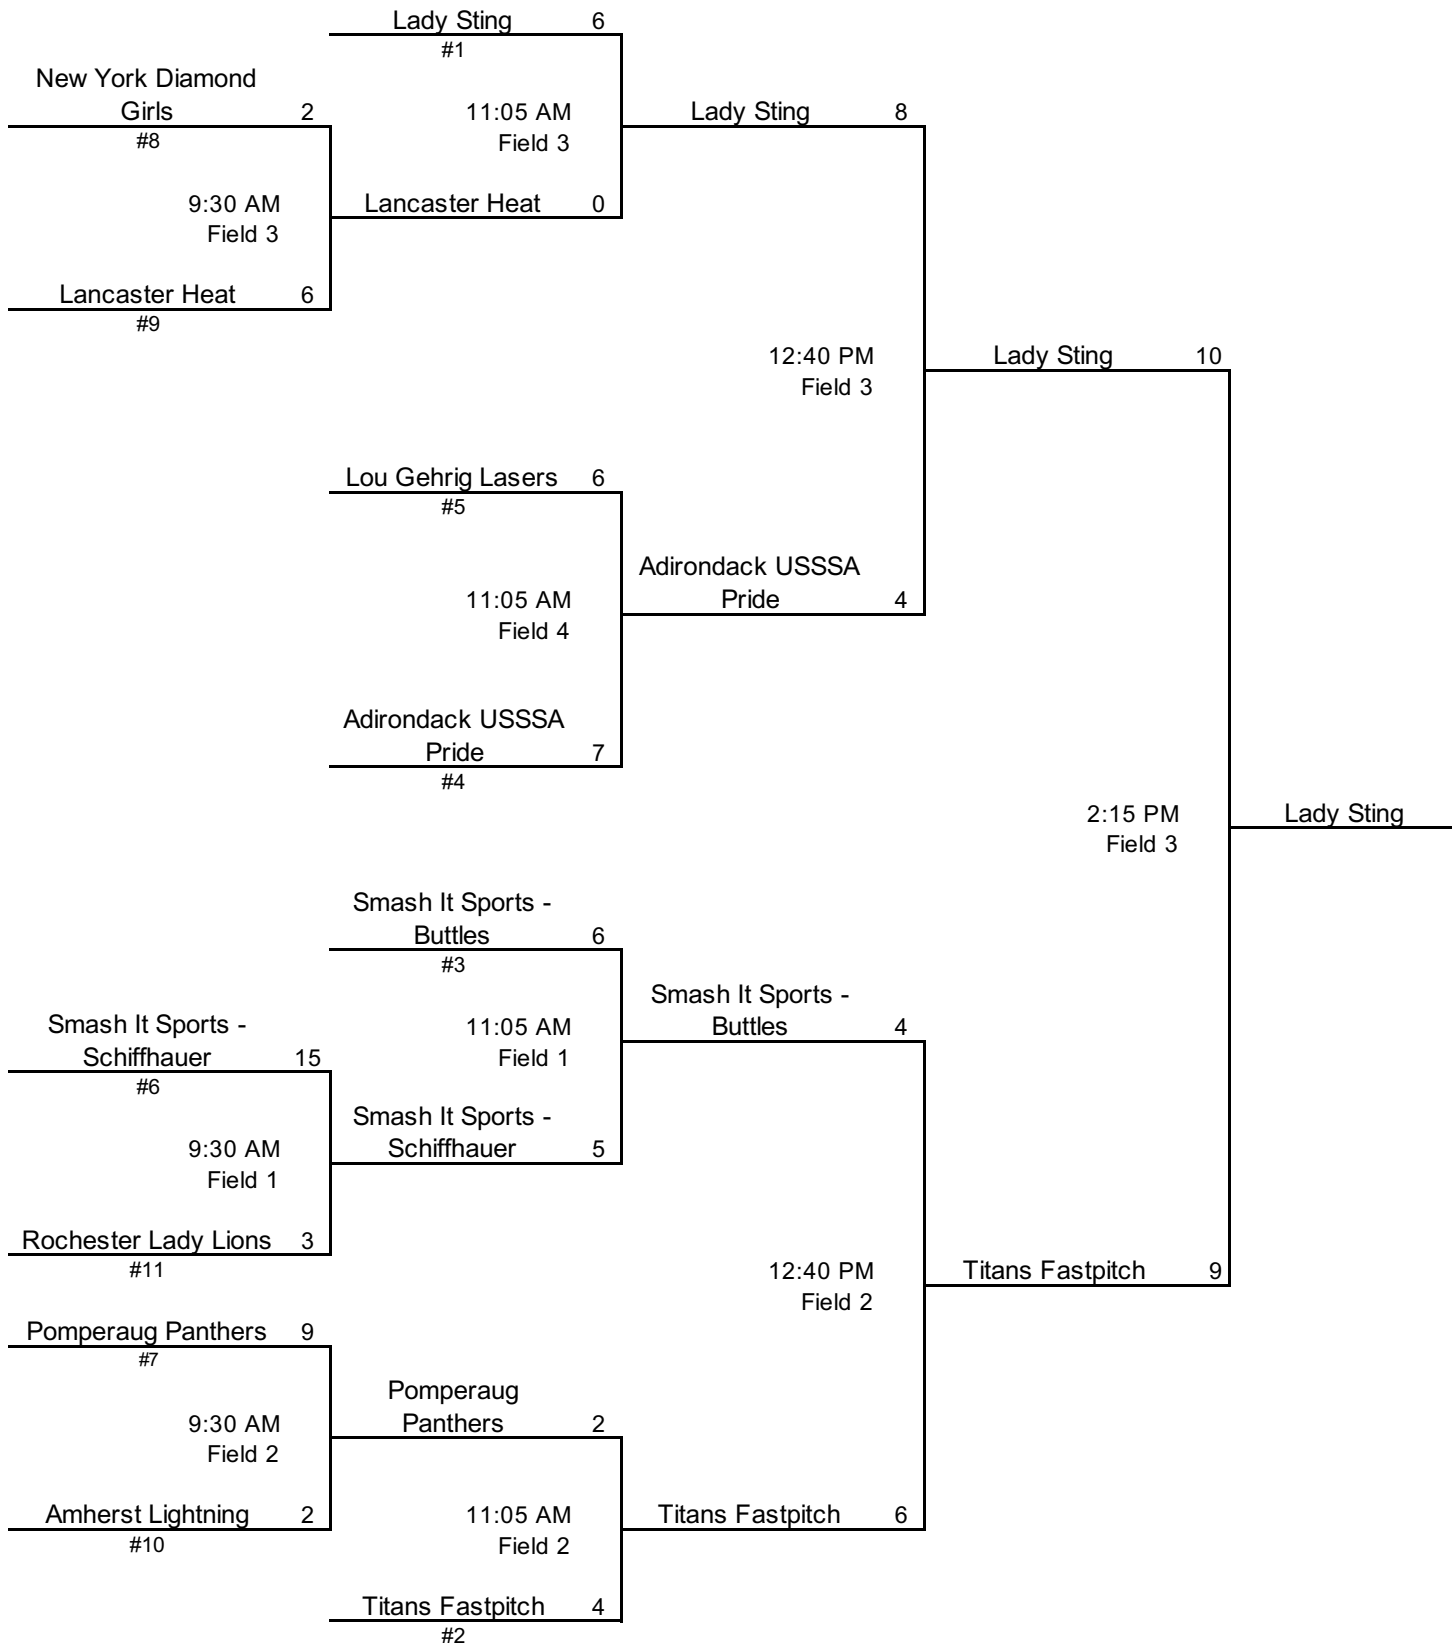 Lady Sting 6
#1
New York Diamond
Girls 2
#8
11:05 AM
Field 3
Lady Sting 8
9:30 AM
Field 3
Lancaster Heat 0
Lancaster Heat 6
#9
12:40 PM
Field 3
Lady Sting 10
Lou Gehrig Lasers 6
#5
11:05 AM
Field 4
Adirondack USSSA
Pride 4
Adirondack USSSA
Pride 7
#4
2:15 PM
Field 3
Lady Sting
Smash It Sports -
Buttles 6
#3
Smash It Sports -
Schiffhauer 15
#6
11:05 AM
Field 1
Smash It Sports -
Buttles 4
9:30 AM
Field 1
Smash It Sports -
Schiffhauer 5
Rochester Lady Lions 3
#11
12:40 PM
Field 2
Titans Fastpitch 9
Pomperaug Panthers 9
#7
9:30 AM
Field 2
Pomperaug
Panthers 2
Amherst Lightning 2
#10
11:05 AM
Field 2
Titans Fastpitch 6
Titans Fastpitch 4
#2